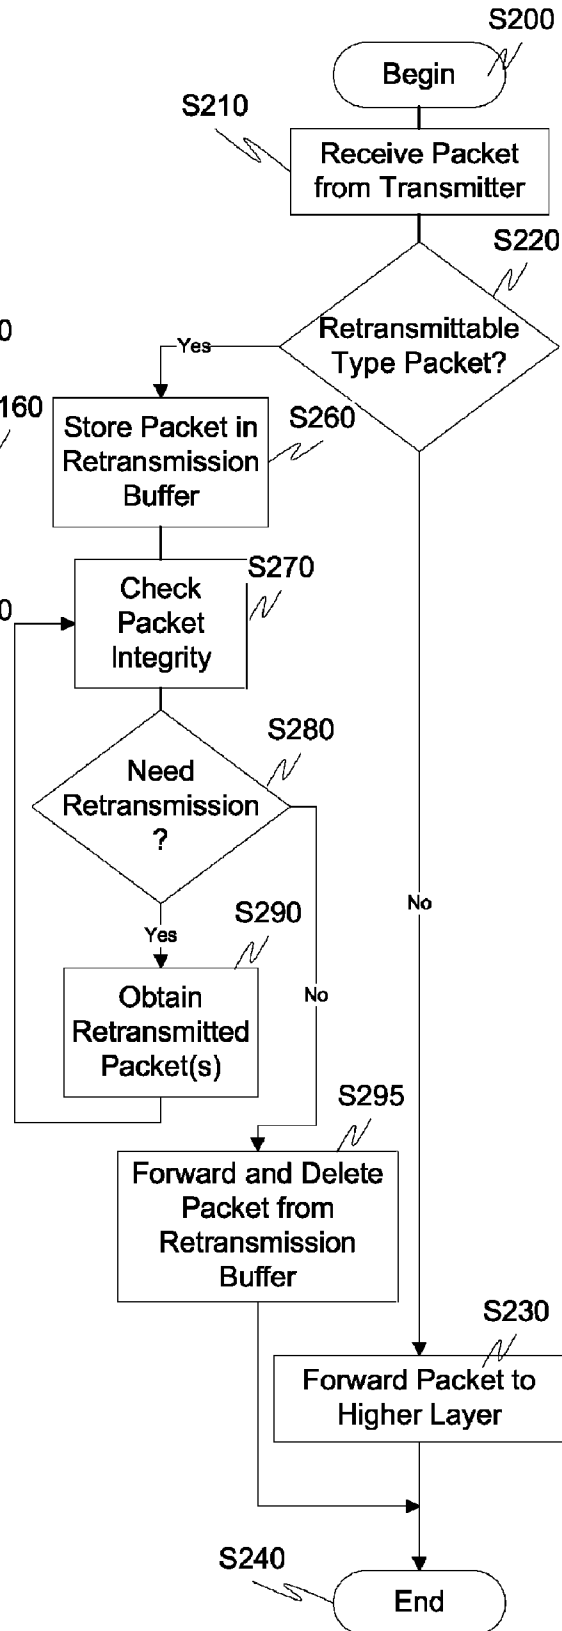 S200
Begin
S210
Receive Packet
from Transmitter
S220
Retransmittable
Type Packet?
Yes
0
160
Store Packet in
Retransmission
Buffer
S260
S270
Check
Packet
Integrity
0
S280
Need
Retransmission
?
No
Yes
S290
Obtain
Retransmitted
Packet(s)
No
S295
Forward and Delete
Packet from
Retransmission
Buffer
S230
Forward Packet to
Higher Layer
S240
End